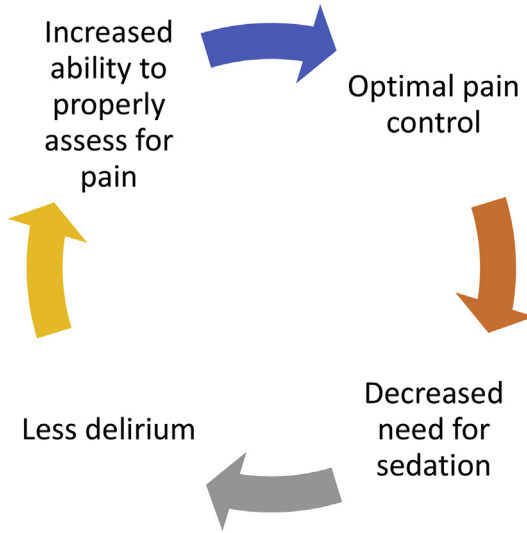 Increased
ability to
properly
assess for
pain
Optimal pain
control
Decreased
need for
sedation
Less delirium